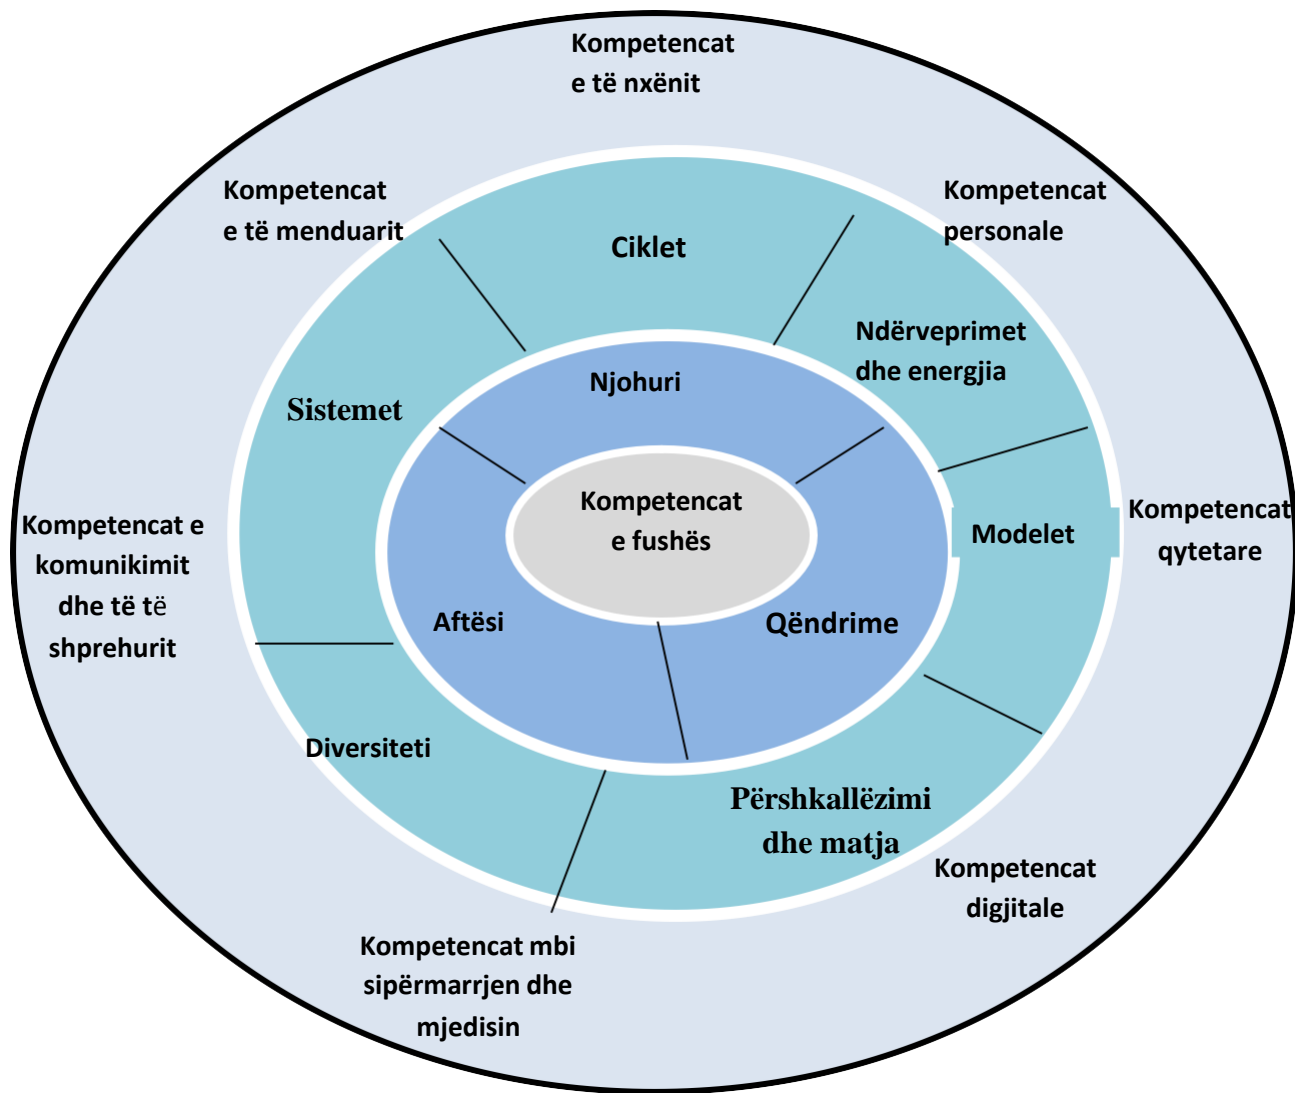 Kompetencat
e të nxënit
Kompetencat
e të menduarit
Kompetencat
personale
Ciklet
Ndërveprimet
dhe energjia
Njohuri
Sistemet
Kompetencat
e fushës
Modelet
Kompetencat
qytetare
Kompetencat e
komunikimit
dhe të të
shprehurit
Aftësi
Qëndrime
Diversiteti
Përshkallëzimi
dhe matja
Kompetencat
digjitale
Kompetencat mbi
sipërmarrjen dhe
mjedisin